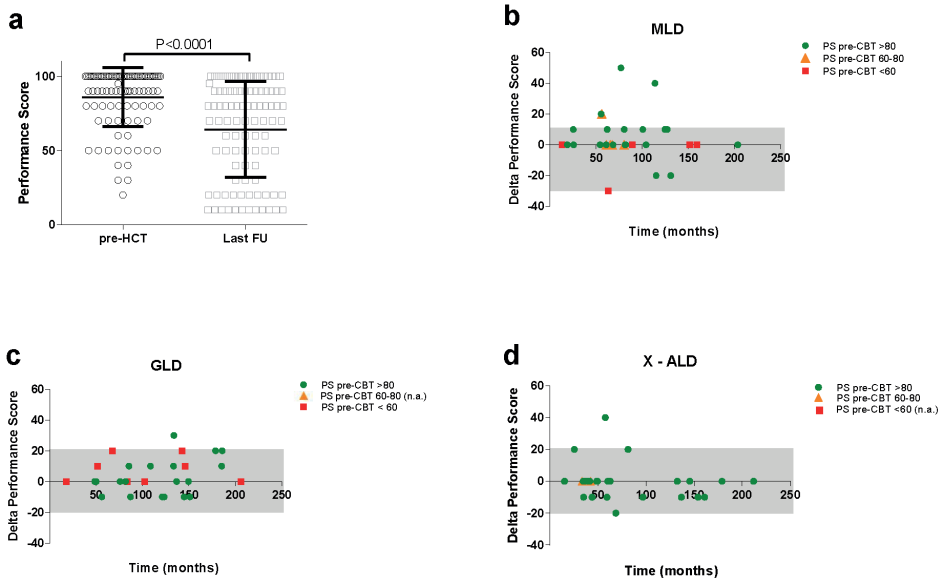 a
P<0.0001
Performance Score
100
50
0
pre-HCT
Last FU
b
MLD
Delta Performance Score
60
40
20
0
-20
-40
50 100 150 200 250
Time (months)
PS pre-CBT >80
PS pre-CBT 60-80
PS pre-CBT <60
c
GLD
Delta Performance Score
60
40
20
0
-20
-40
50 100 150 200 250
Time (months)
PS pre-CBT >80
PS pre-CBT 60-80 (n.a.)
PS pre-CBT < 60
d
X - ALD
Delta Performance Score
60
40
20
0
-20
-40
50 100 150 200 250
Time (months)
PS pre-CBT >80
PS pre-CBT 60-80
PS pre-CBT <60 (n.a.)